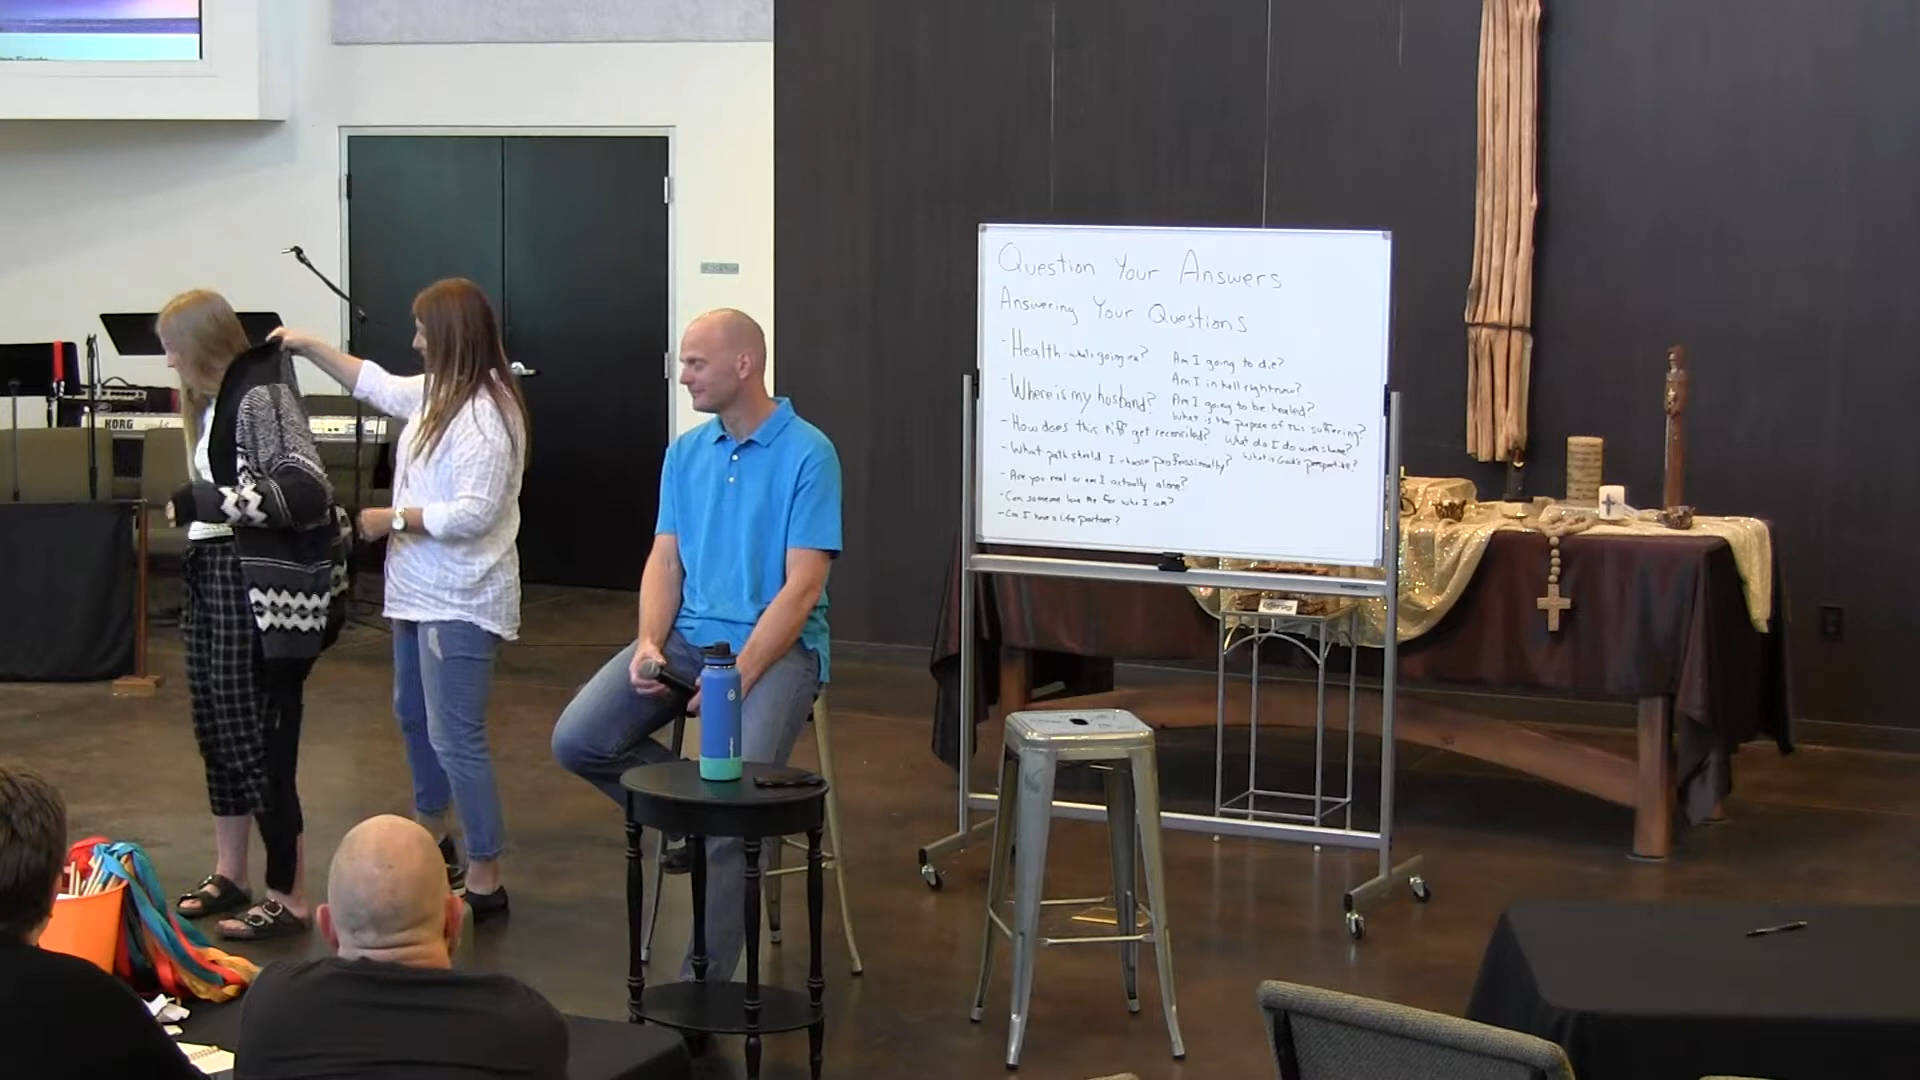 Question Your Answers
Answering Your Questions
- Health - what's going on?
- Where is my husband?
- How does this get reconciled?
- What path should I choose professionally?
- Are you real or am I actually alone?
- Can someone love me for who I am?
- Can I have a life partner?
Am I going to die?
Am I in hell right now?
Am I going to be healed?
What is the purpose of this suffering?
What do I do with shame?
What is God's perspective?
KORG